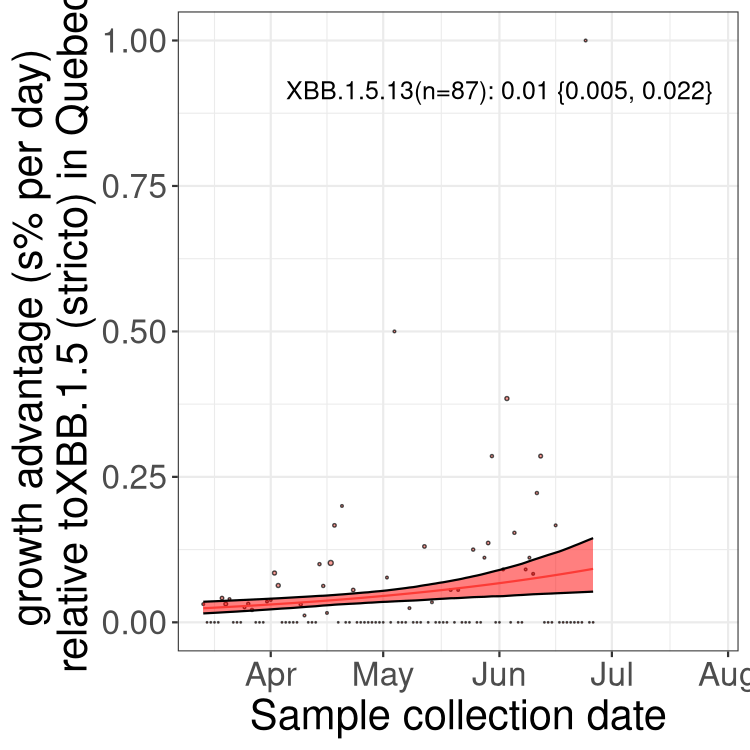 growth advantage (s% per day)
relative toXBB.1.5 (stricto) in Quebec
1.00
0.75
0.50
0.25
0.00
XBB.1.5.13(n=87): 0.01 {0.005, 0.022}
Apr May Jun Jul Aug
Sample collection date